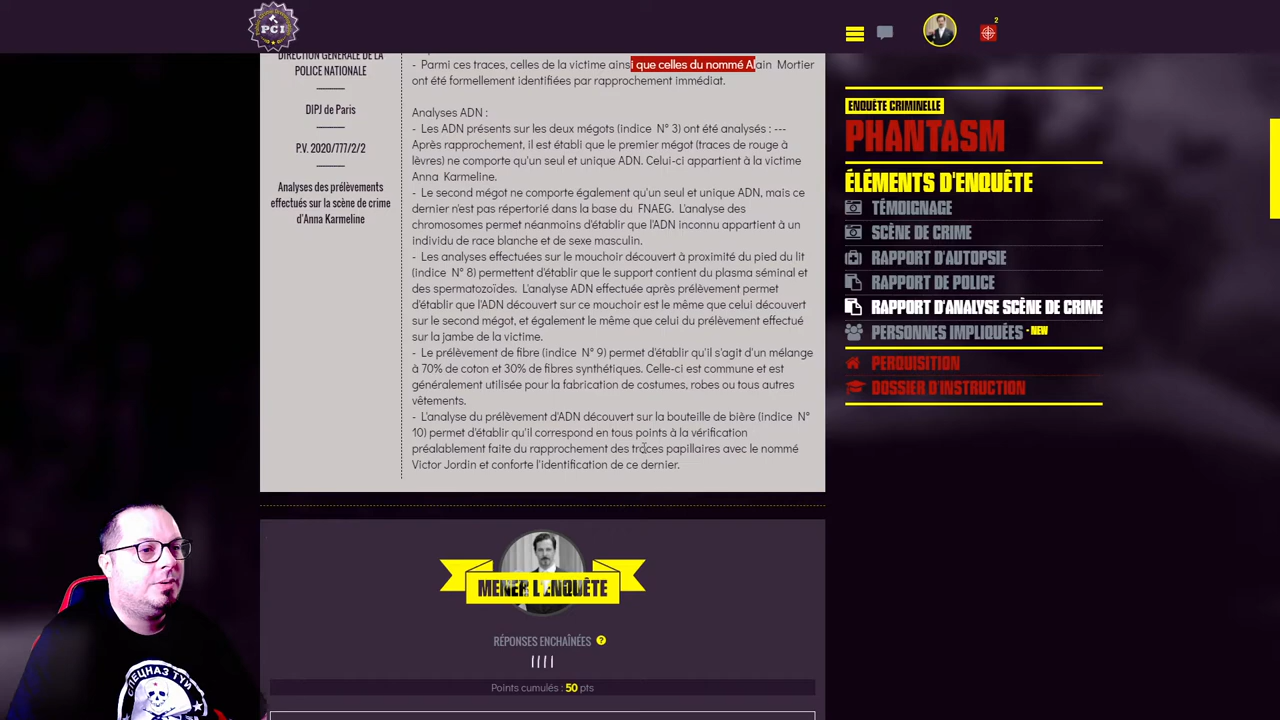 PCI
2
DIRECTION GÉNÉRALE DE LA
POLICE NATIONALE
DIPJ de Paris
P.V. 2020/777/2/2
Analyses des prélèvements
effectués sur la scène de crime
d'Anna Karmeline
- Parmi ces traces, celles de la victime ainsi que celles du nommé Alain Mortier
ont été formellement identifiées par rapprochement immédiat.
Analyses ADN :
- Les ADN présents sur les deux mégots (indice N° 3) ont été analysés : ---
Après rapprochement, il est établi que le premier mégot (traces de rouge à
lèvres) ne comporte qu'un seul et unique ADN. Celui-ci appartient à la victime
Anna Karmeline.
- Le second mégot ne comporte également qu'un seul et unique ADN, mais ce
dernier n'est pas répertorié dans la base du FNAEG. L'analyse des
chromosomes permet néanmoins d'établir que l'ADN inconnu appartient à un
individu de race blanche et de sexe masculin.
- Les analyses effectuées sur le mouchoir découvert à proximité du pied du lit
(indice N° 8) permettent d'établir que le support contient du plasma séminal et
des spermatozoïdes. L'analyse ADN effectuée après prélèvement permet
d'établir que l'ADN découvert sur ce mouchoir est le même que celui découvert
sur le second mégot, et également le même que celui du prélèvement effectué
sur la jambe de la victime.
- Le prélèvement de fibre (indice N° 9) permet d'établir qu'il s'agit d'un mélange
à 70% de coton et 30% de fibres synthétiques. Celle-ci est commune et est
généralement utilisée pour la fabrication de costumes, robes ou tous autres
vêtements.
- L'analyse du prélèvement d'ADN découvert sur la bouteille de bière (indice N°
10) permet d'établir qu'il correspond en tous points à la vérification
préalablement faite du rapprochement des traces papillaires avec le nommé
Victor Jordin et conforte l'identification de ce dernier.
MENER L'ENQUÊTE
RÉPONSES ENCHAÎNÉES ?
Points cumulés : 50 pts
ENQUÊTE CRIMINELLE
PHANTASM
ÉLÉMENTS D'ENQUÊTE
TÉMOIGNAGE
SCÈNE DE CRIME
RAPPORT D'AUTOPSIE
RAPPORT DE POLICE
RAPPORT D'ANALYSE SCÈNE DE CRIME
PERSONNES IMPLIQUÉES - NEW
PERQUISITION
DOSSIER D'INSTRUCTION
СПЕЦНАЗ ТУЙ